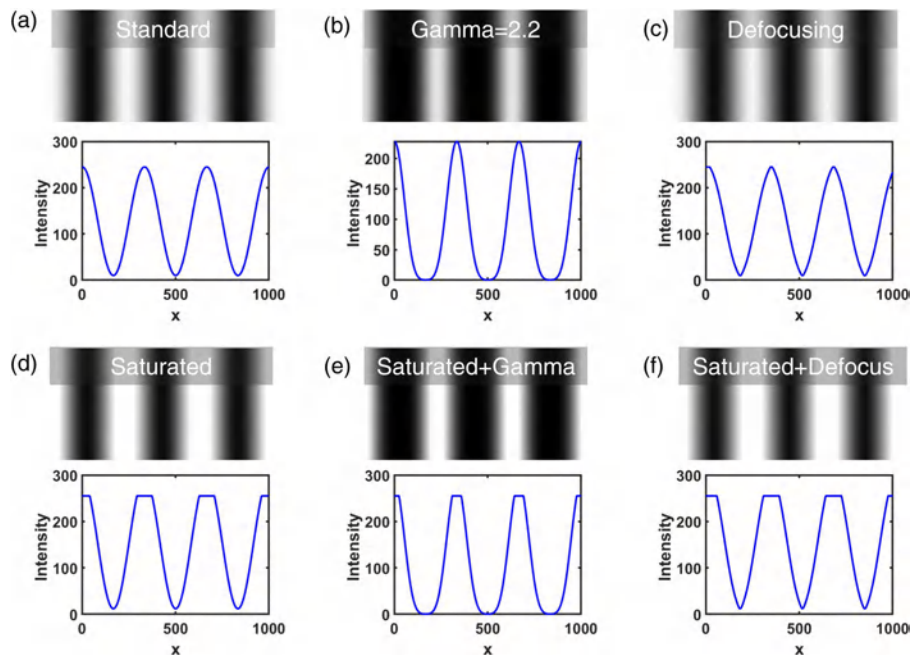 (a) Standard
(b) Gamma=2.2
(c) Defocusing
300
200
100
0
Intensity
0 500 1000
x
200
150
100
50
0
Intensity
0 500 1000
x
300
200
100
0
Intensity
0 500 1000
x
(d) Saturated
(e) Saturated+Gamma
(f) Saturated+Defocus
300
200
100
0
Intensity
0 500 1000
x
300
200
100
0
Intensity
0 500 1000
x
300
200
100
0
Intensity
0 500 1000
x